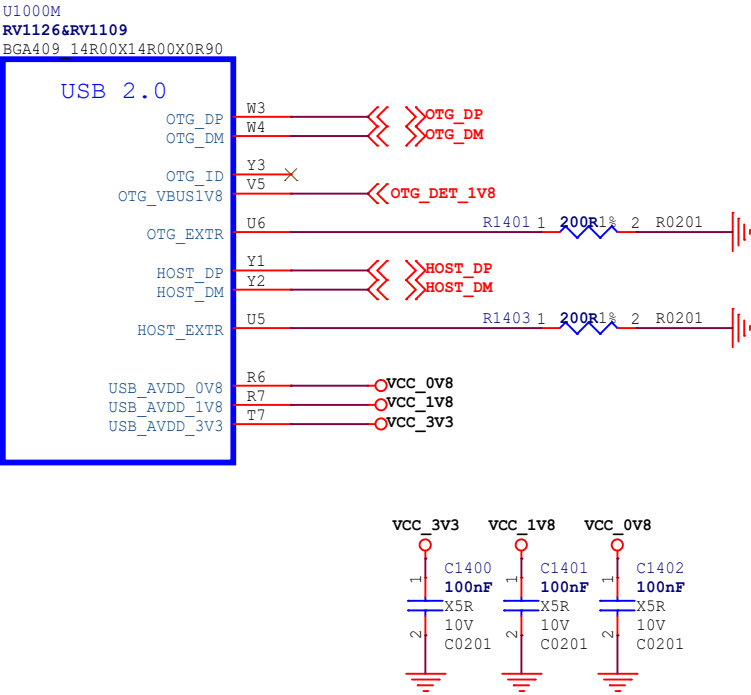 U1000M
RV1126&RV1109
BGA409_14R00X14R00X0R90
USB 2.0
OTG_DP W3 OTG_DP
OTG_DM W4 OTG_DM
OTG_ID Y3
OTG_VBUS1V8 V5 OTG_DET_1V8
OTG_EXTR U6 R1401 1 200R 1% 2 R0201
HOST_DP Y1 HOST_DP
HOST_DM Y2 HOST_DM
HOST_EXTR U5 R1403 1 200R 1% 2 R0201
USB_AVDD_0V8 R6 VCC_0V8
USB_AVDD_1V8 R7 VCC_1V8
USB_AVDD_3V3 T7 VCC_3V3
VCC_3V3 VCC_1V8 VCC_0V8
C1400 C1401 C1402
1 100nF 1 100nF 1 100nF
X5R X5R X5R
2 10V 2 10V 2 10V
C0201 C0201 C0201